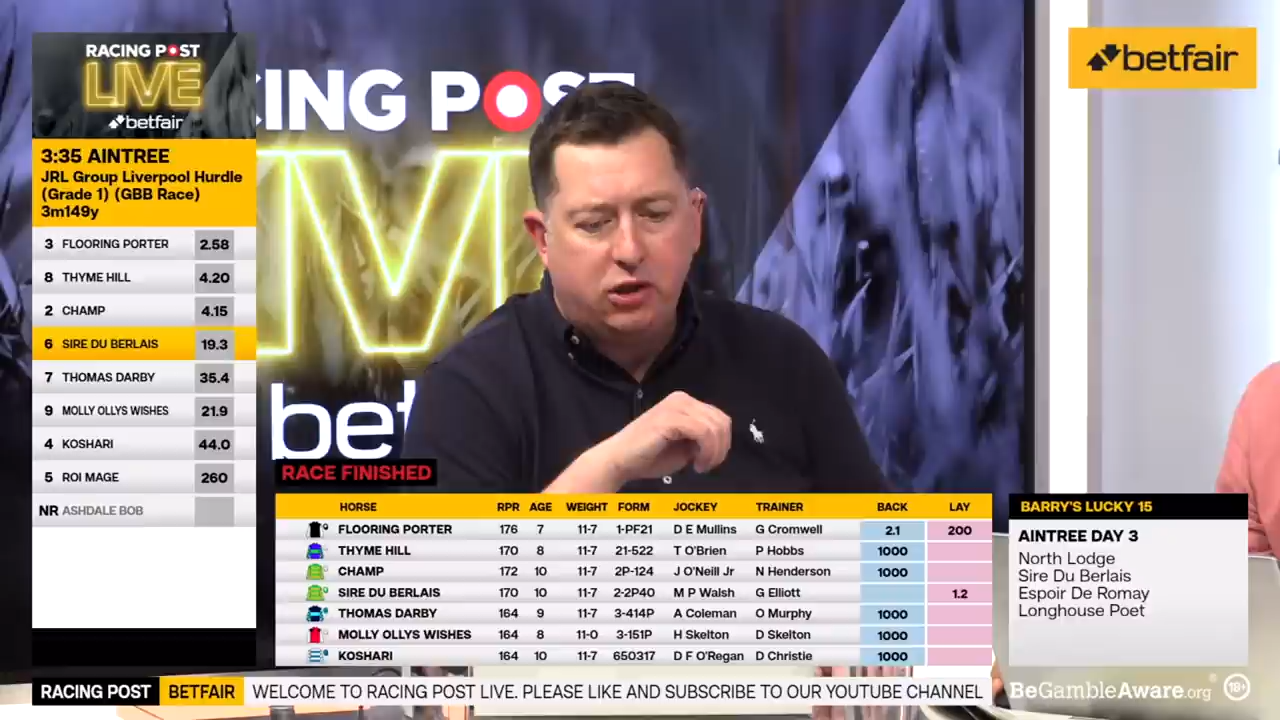 RACING POST
LIVE
betfair
3:35 AINTREE
JRL Group Liverpool Hurdle
(Grade 1) (GBB Race)
3m149y
3 FLOORING PORTER 2.58
8 THYME HILL 4.20
2 CHAMP 4.15
6 SIRE DU BERLAIS 19.3
7 THOMAS DARBY 35.4
9 MOLLY OLLYS WISHES 21.9
4 KOSHARI 44.0
5 ROI MAGE 260
NR ASHDALE BOB
CING POST
betfair
bet
RACE FINISHED
HORSE RPR AGE WEIGHT FORM JOCKEY TRAINER BACK LAY
FLOORING PORTER 176 7 11-7 1-PF21 D E Mullins G Cromwell 2.1 200
THYME HILL 170 8 11-7 21-522 T O'Brien P Hobbs 1000
CHAMP 172 10 11-7 2P-124 J O'Neill Jr N Henderson 1000
SIRE DU BERLAIS 170 10 11-7 2-2P40 M P Walsh G Elliott 1.2
THOMAS DARBY 164 9 11-7 3-414P A Coleman O Murphy 1000
MOLLY OLLYS WISHES 164 8 11-0 3-151P H Skelton D Skelton 1000
KOSHARI 164 10 11-7 650317 D F O'Regan D Christie 1000
BARRY'S LUCKY 15
AINTREE DAY 3
North Lodge
Sire Du Berlais
Espoir De Romay
Longhouse Poet
RACING POST BETFAIR WELCOME TO RACING POST LIVE. PLEASE LIKE AND SUBSCRIBE TO OUR YOUTUBE CHANNEL
BeGambleAware.org 18+